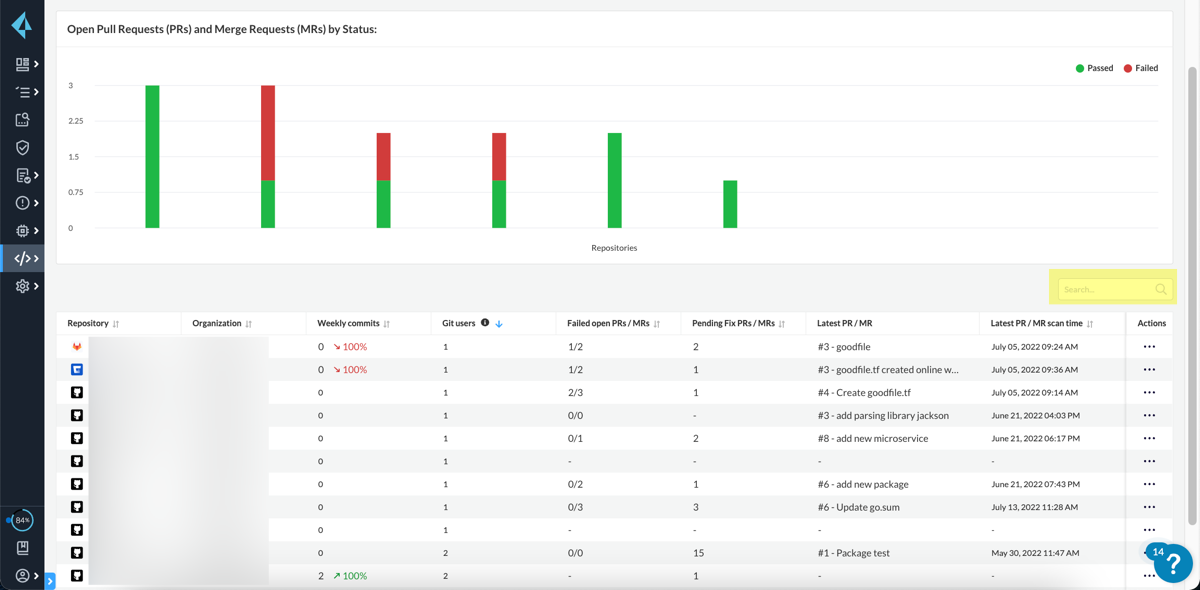 Open Pull Requests (PRs) and Merge Requests (MRs) by Status:
Passed Failed
3
2.25
1.5
0.75
0
Repositories
Search...
Repository Organization Weekly commits Git users Failed open PRs / MRs Pending Fix PRs / MRs Latest PR / MR Latest PR / MR scan time Actions
0 100% 1 1/2 2 #3 - goodfile July 05, 2022 09:24 AM ...
0 100% 1 1/2 1 #3 - goodfile.tf created online w... July 05, 2022 09:36 AM ...
0 1 2/3 1 #4 - Create goodfile.tf July 05, 2022 09:14 AM ...
0 1 0/0 - #3 - add parsing library jackson June 21, 2022 04:03 PM ...
0 1 0/1 2 #8 - add new microservice June 21, 2022 06:17 PM ...
0 1 - - - - ...
0 1 0/2 1 #6 - add new package June 21, 2022 07:43 PM ...
0 1 0/3 3 #6 - Update go.sum July 13, 2022 11:28 AM ...
0 1 - - - - ...
0 2 0/0 15 #1 - Package test May 30, 2022 11:47 AM
2 100% 2 - 1 - - ...
84%
14
?